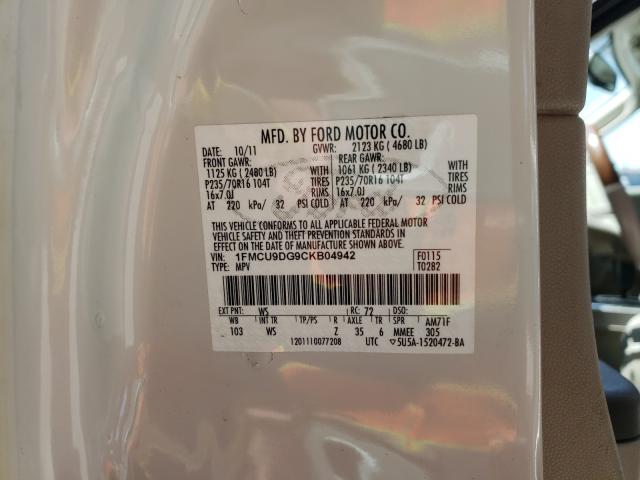 MFD. BY FORD MOTOR CO.
DATE: 10/11 GVWR: 2123 KG ( 4680 LB)
FRONT GAWR: REAR GAWR:
1125 KG ( 2480 LB) WITH 1061 KG ( 2340 LB) WITH
P235/70R16 104T TIRES P235/70R16 104T TIRES
16x7.0J RIMS 16x7.0J RIMS
AT 220 kPa/ 32 PSI COLD AT 220 kPa/ 32 PSI COLD
THIS VEHICLE CONFORMS TO ALL APPLICABLE FEDERAL MOTOR
VEHICLE SAFETY AND THEFT PREVENTION STANDARDS IN
EFFECT ON THE DATE OF MANUFACTURE SHOWN ABOVE.
VIN: 1FMCU9DG9CKB04942 F0115
TYPE: MPV T0282
EXT PNT: WS RC: 72 DSO:
WB INT TR TP/PS R AXLE TR SPR AM71F
103 WS Z 35 6 MMEE 305
1201110077208 UTC 5U5A-1520472-BA